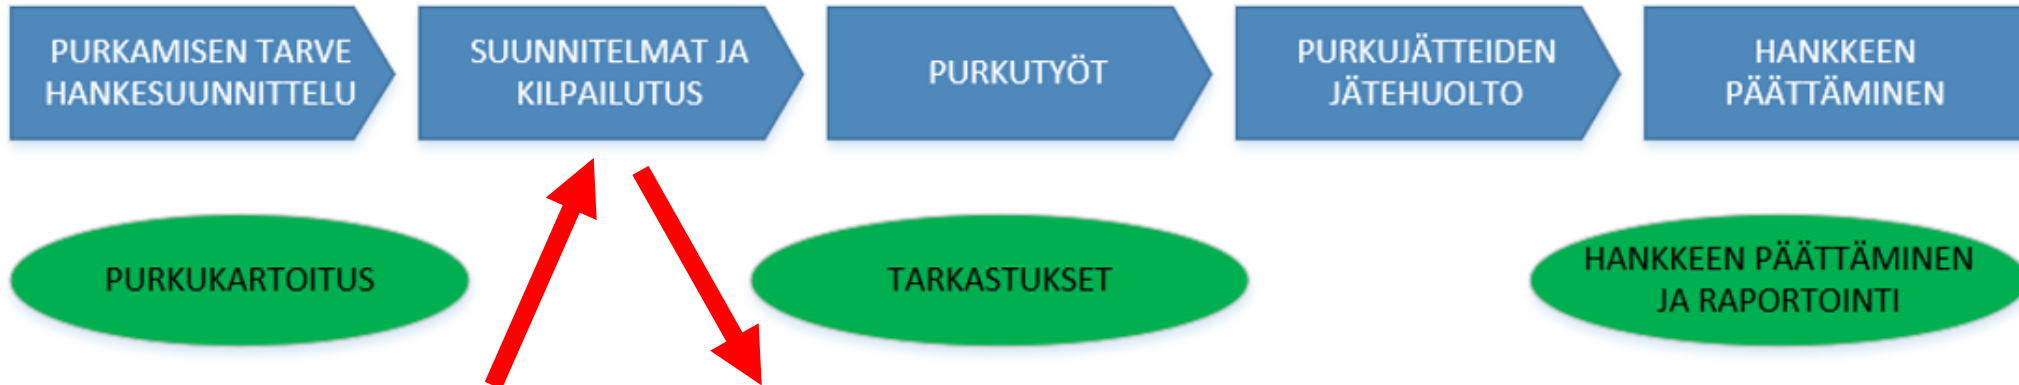 PURKAMISEN TARVE
HANKESUUNNITTELU
SUUNNITELMAT JA
KILPAILUTUS
PURKUTYÖT
PURKUJÄTTEIDEN
JÄTEHUOLTO
HANKKEEN
PÄÄTTÄMINEN
PURKUKARTOITUS
TARKASTUKSET
HANKKEEN PÄÄTTÄMINEN
JA RAPORTOINTI